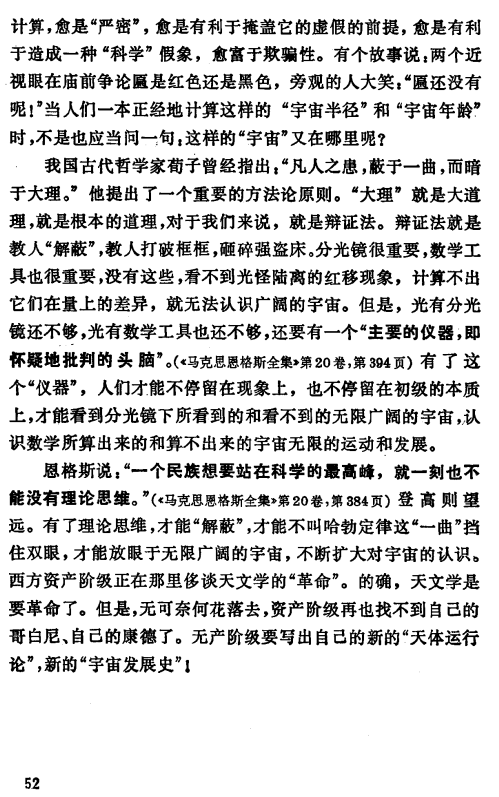 计算，愈是“严密”，愈是有利于掩盖它的虚假的前提，愈是有利
于造成一种“科学”假象，愈富于欺骗性。有个故事说：两个近
视眼在庙前争论匾是红色还是黑色，旁观的人大笑：“匾还没有
呢！”当人们一本正经地计算这样的“宇宙半径”和“宇宙年龄”
时，不是也应当问一句：这样的“宇宙”又在哪里呢？
我国古代哲学家荀子曾经指出：“凡人之患，蔽于一曲，而暗
于大理。”他提出了一个重要的方法论原则。“大理”就是大道
理，就是根本的道理，对于我们来说，就是辩证法。辩证法就是
教人“解蔽”，教人打破框框，砸碎强盗床。分光镜很重要，数学工
具也很重要，没有这些，看不到光怪陆离的红移现象，计算不出
它们在量上的差异，就无法认识广阔的宇宙。但是，光有分光
镜还不够，光有数学工具也还不够，还要有一个“主要的仪器，即
怀疑地批判的头脑”。（《马克思恩格斯全集》第20卷，第394页）有了这
个“仪器”，人们才能不停留在现象上，也不停留在初级的本质
上，才能看到分光镜下所看到的和看不到的无限广阔的宇宙，认
识数学所算出来的和算不出来的宇宙无限的运动和发展。
恩格斯说：“一个民族想要站在科学的最高峰，就一刻也不
能没有理论思维。”（《马克思恩格斯全集》第20卷，第384页）登高则望
远。有了理论思维，才能“解蔽”，才能不叫哈勃定律这“一曲”挡
住双眼，才能放眼于无限广阔的宇宙，不断扩大对宇宙的认识。
西方资产阶级正在那里侈谈天文学的“革命”。的确，天文学是
要革命了。但是，无可奈何花落去，资产阶级再也找不到自己的
哥白尼、自己的康德了。无产阶级要写出自己的新的“天体运行
论”，新的“宇宙发展史”！
52